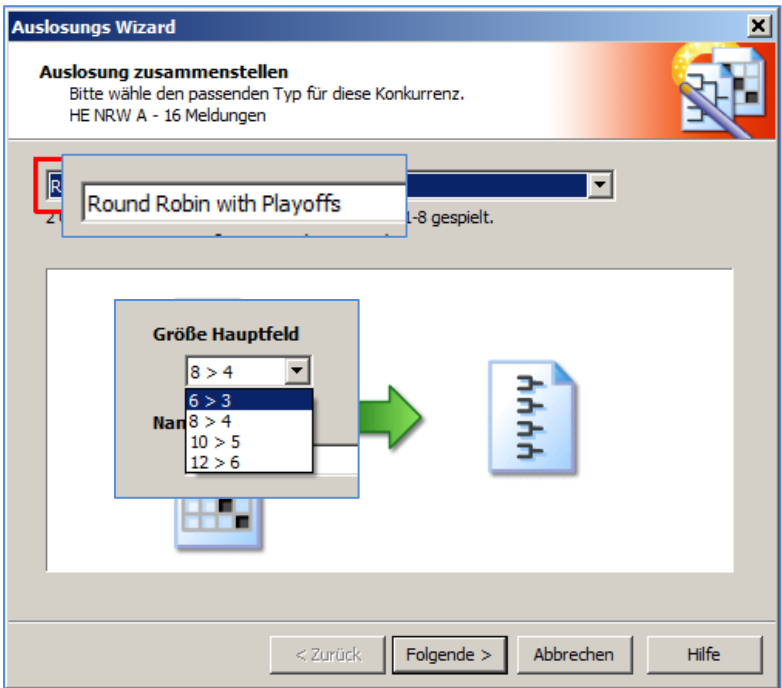 Auslosungs Wizard
Auslosung zusammenstellen
Bitte wähle den passenden Typ für diese Konkurrenz.
HE NRW A - 16 Meldungen
Round Robin with Playoffs
1-8 gespielt.
Größe Hauptfeld
8 > 4
6 > 3
8 > 4
10 > 5
12 > 6
< Zurück
Folgende >
Abbrechen
Hilfe